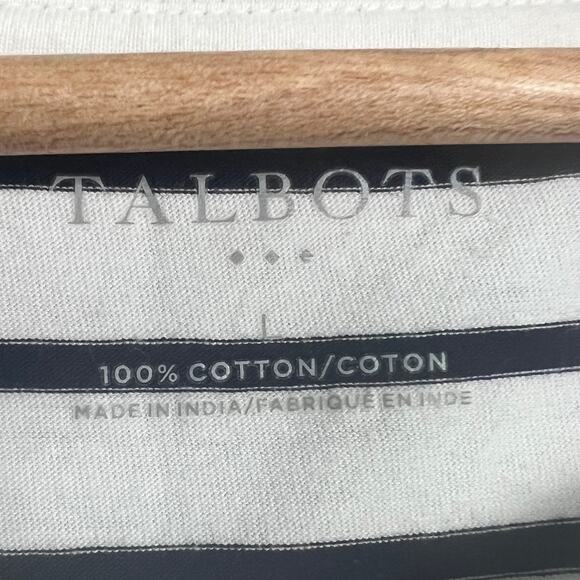 TALBOTS
e
L
100% COTTON/COTON
MADE IN INDIA/FABRIQUÉ EN INDE